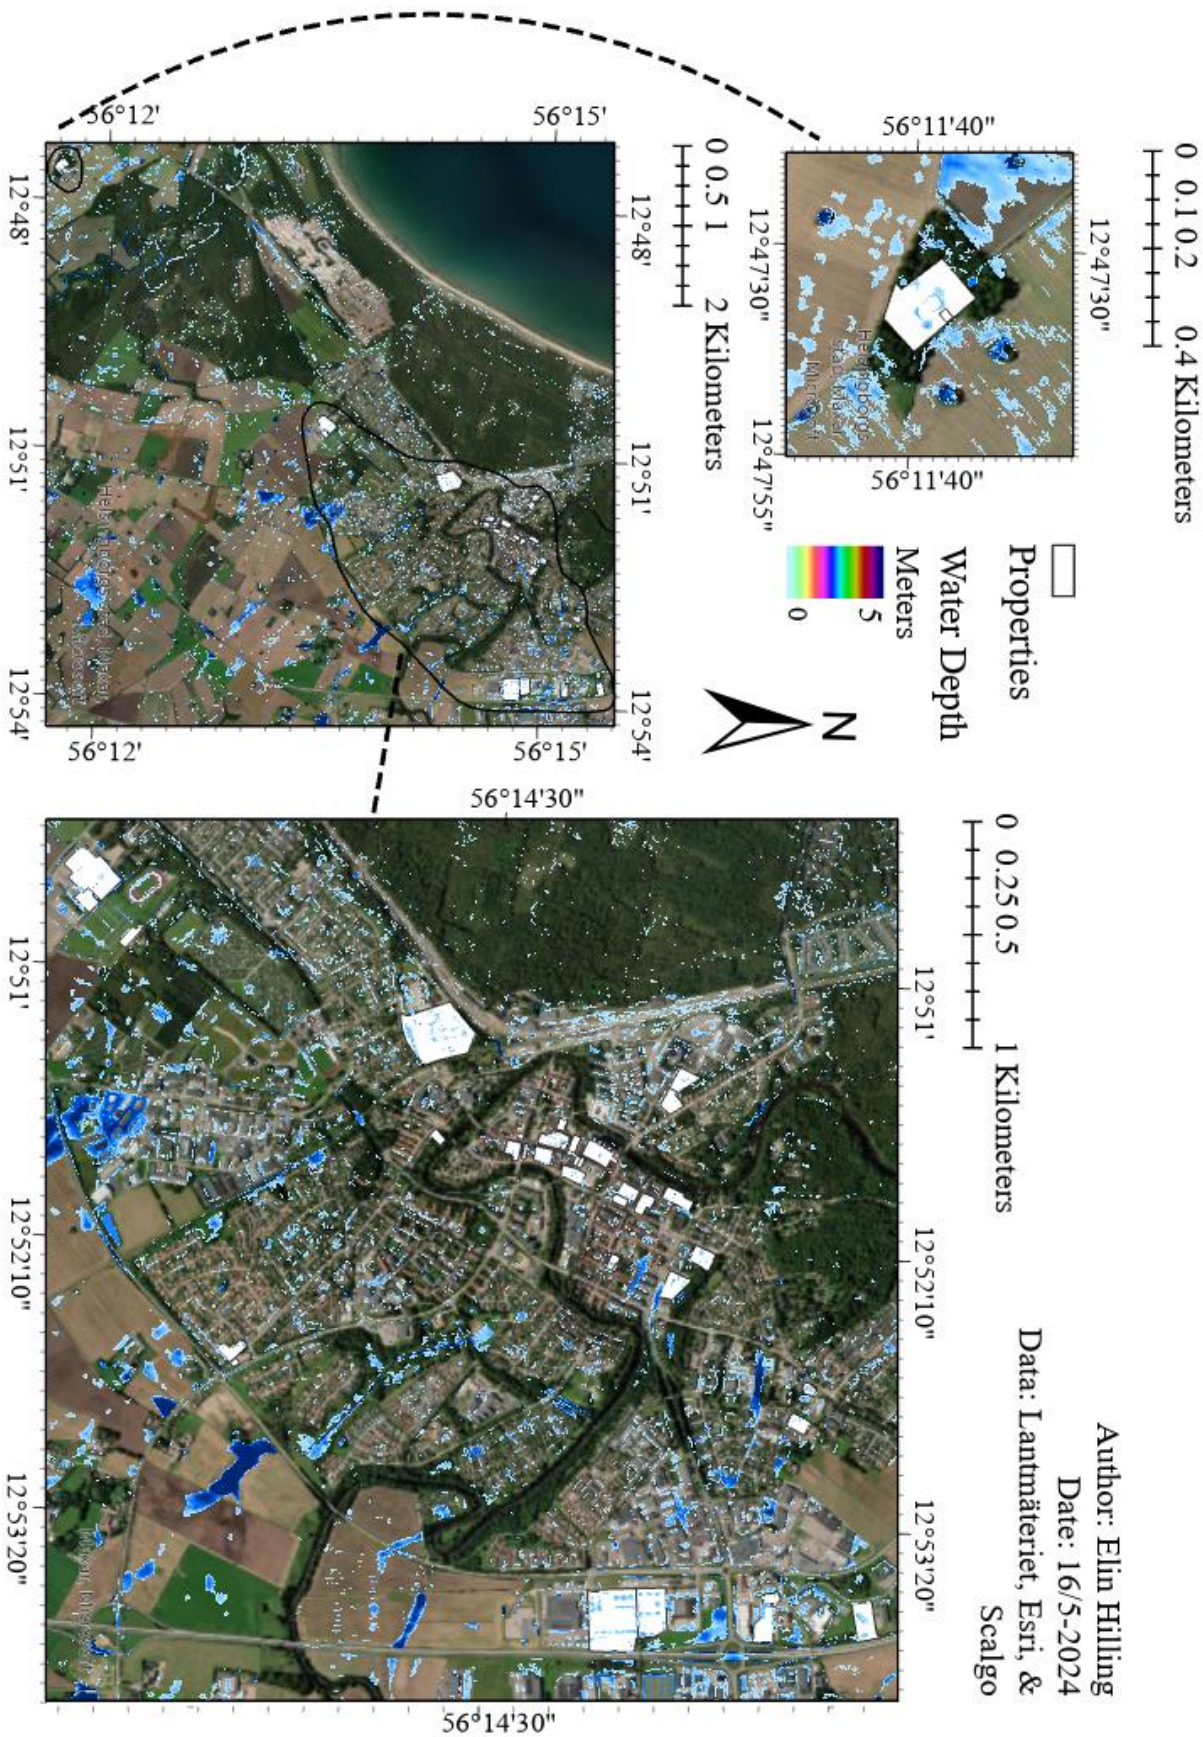 56°11'40"
12°47'30"
12°47'30"
12°47'55"
56°11'40"
0 0.1 0.2 0.4 Kilometers
Properties
Water Depth
Meters
5
0
N
56°12'
56°15'
12°48'
12°48'
12°51'
12°51'
12°54'
12°54'
56°12'
56°15'
0 0.5 1 2 Kilometers
56°14'30"
12°51'
12°51'
12°52'10"
12°52'10"
12°53'20"
12°53'20"
56°14'30"
0 0.25 0.5 1 Kilometers
Author: Elin Hilling
Date: 16/5-2024
Data: Lantmäteriet, Esri, &
Scalgo